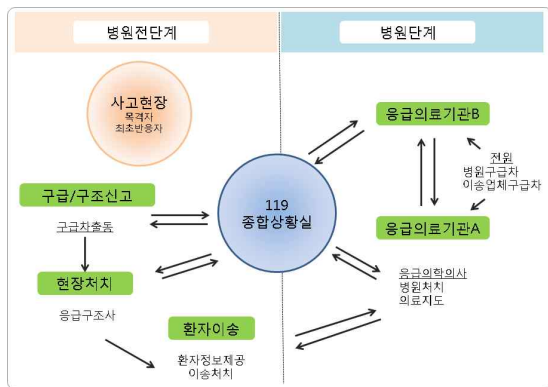 병원전단계
병원단계
사고현장
목격자
최초반응자
응급의료기관B
전원
병원구급차
이송업체구급차
구급/구조신고
119
종합상황실
구급차출동
응급의료기관A
현장처치
응급의학의사
병원처치
의료지도
응급구조사
환자이송
환자정보제공
이송처치